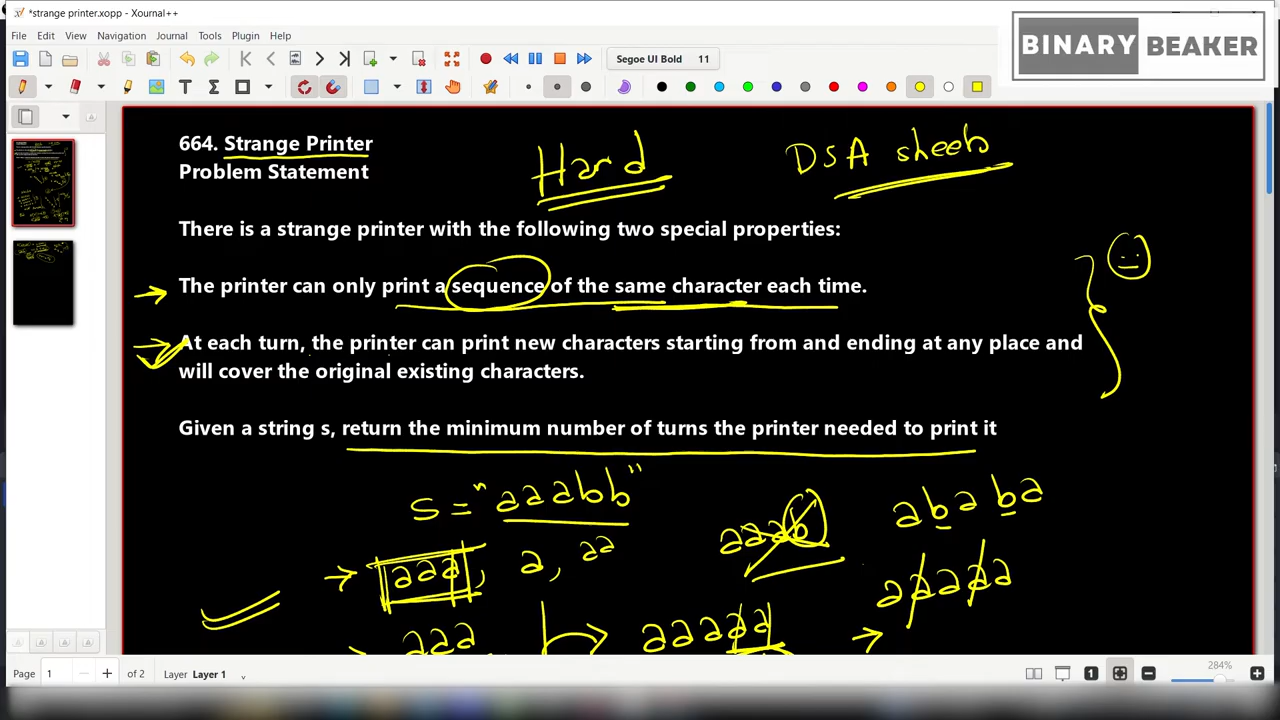 *strange printer.xopp - Xournal++
File Edit View Navigation Journal Tools Plugin Help
BINARY BEAKER
Segoe UI Bold 11
664. Strange Printer
Problem Statement
Hard
DSA sheets
There is a strange printer with the following two special properties:
The printer can only print a sequence of the same character each time.
At each turn, the printer can print new characters starting from and ending at any place and
will cover the original existing characters.
Given a string s, return the minimum number of turns the printer needed to print it
s = "aaabb"
aaab
ababa
aaa, a, aa
aaaaa
aaa
aaaaa
Page 1 of 2 Layer Layer 1
284%